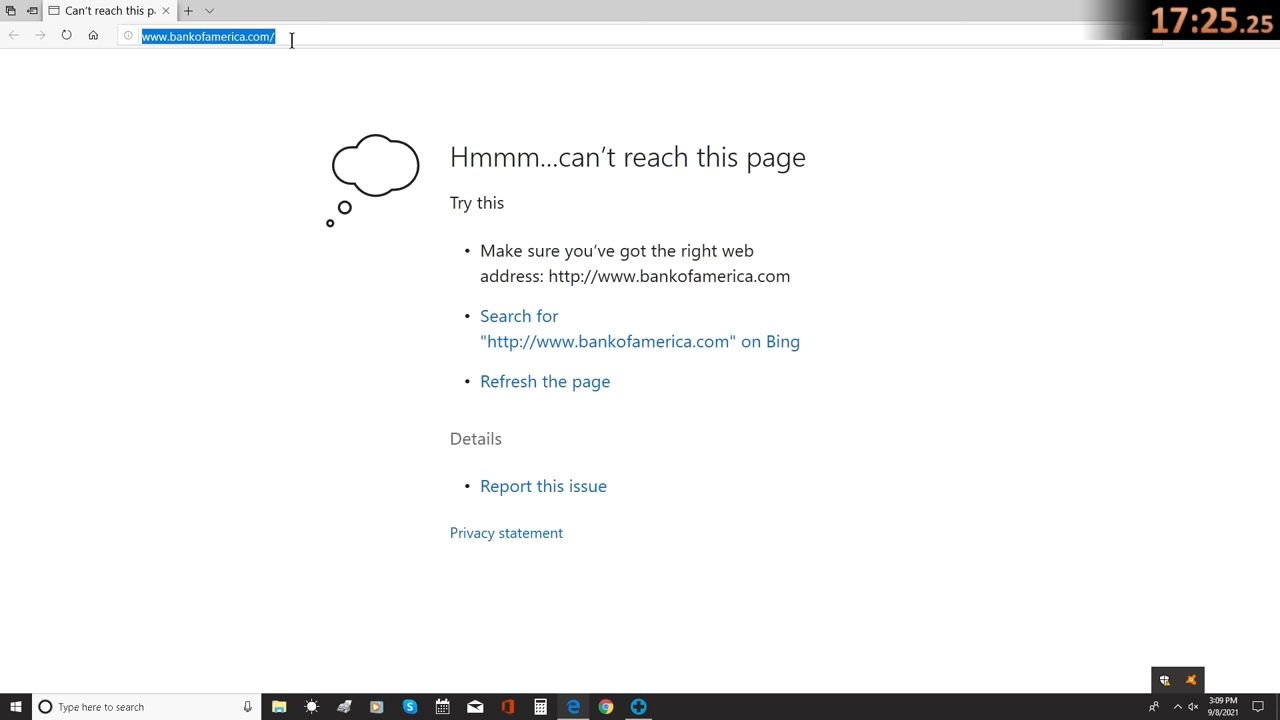 Can't reach this pa
17:25.25
www.bankofamerica.com/
Hmmm...can't reach this page
Try this
• Make sure you've got the right web
address: http://www.bankofamerica.com
• Search for
"http://www.bankofamerica.com" on Bing
• Refresh the page
Details
• Report this issue
Privacy statement
Type here to search
3:09 PM
9/8/2021